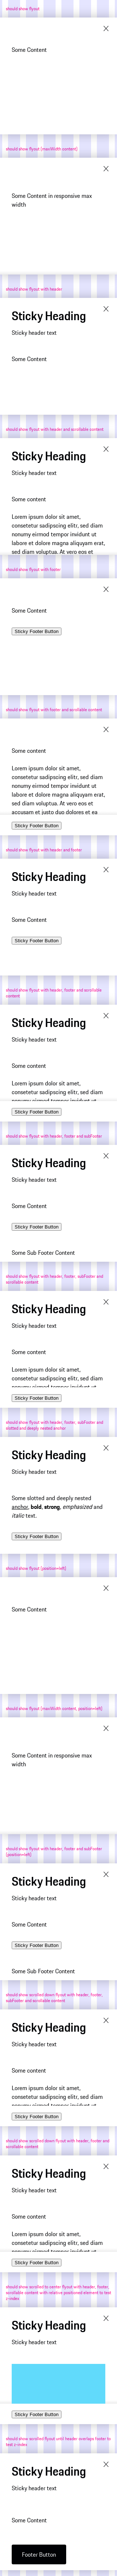 should show flyout
Some Content
should show flyout (maxWidth content)
Some Content in responsive max
width
should show flyout with header
Sticky Heading
Sticky header text
Some Content
should show flyout with header and scrollable content
Sticky Heading
Sticky header text
Some content
Lorem ipsum dolor sit amet,
consetetur sadipscing elitr, sed diam
nonumy eirmod tempor invidunt ut
labore et dolore magna aliquyam erat,
sed diam voluptua. At vero eos et
should show flyout with footer
Some Content
Sticky Footer Button
should show flyout with footer and scrollable content
Some content
Lorem ipsum dolor sit amet,
consetetur sadipscing elitr, sed diam
nonumy eirmod tempor invidunt ut
labore et dolore magna aliquyam erat,
sed diam voluptua. At vero eos et
accusam et justo duo dolores et ea
Sticky Footer Button
should show flyout with header and footer
Sticky Heading
Sticky header text
Some Content
Sticky Footer Button
should show flyout with header, footer and scrollable
content
Sticky Heading
Sticky header text
Some content
Lorem ipsum dolor sit amet,
consetetur sadipscing elitr, sed diam
nonumy eirmod tempor invidunt ut
Sticky Footer Button
should show flyout with header, footer and subFooter
Sticky Heading
Sticky header text
Some Content
Sticky Footer Button
Some Sub Footer Content
should show flyout with header, footer, subFooter and
scrollable content
Sticky Heading
Sticky header text
Some content
Lorem ipsum dolor sit amet,
consetetur sadipscing elitr, sed diam
nonumy eirmod tempor invidunt ut
Sticky Footer Button
should show flyout with header, footer, subFooter and
slotted and deeply nested anchor
Sticky Heading
Sticky header text
Some slotted and deeply nested
anchor, bold, strong, emphasized and
italic text.
Sticky Footer Button
should show flyout (position=left)
Some Content
should show flyout (maxWidth content, position=left)
Some Content in responsive max
width
should show flyout with header, footer and subFooter
(position=left)
Sticky Heading
Sticky header text
Some Content
Sticky Footer Button
Some Sub Footer Content
should show scrolled down flyout with header, footer,
subFooter and scrollable content
Sticky Heading
Sticky header text
Some content
Lorem ipsum dolor sit amet,
consetetur sadipscing elitr, sed diam
nonumy eirmod tempor invidunt ut
Sticky Footer Button
should show scrolled down flyout with header, footer and
scrollable content
Sticky Heading
Sticky header text
Some content
Lorem ipsum dolor sit amet,
consetetur sadipscing elitr, sed diam
nonumy eirmod tempor invidunt ut
Sticky Footer Button
should show scrolled to center flyout with header, footer,
scrollable content with relative positioned element to test
z-index
Sticky Heading
Sticky header text
Sticky Footer Button
should show scrolled flyout until header overlaps footer to
test z-index
Sticky Heading
Sticky header text
Some Content
Footer Button